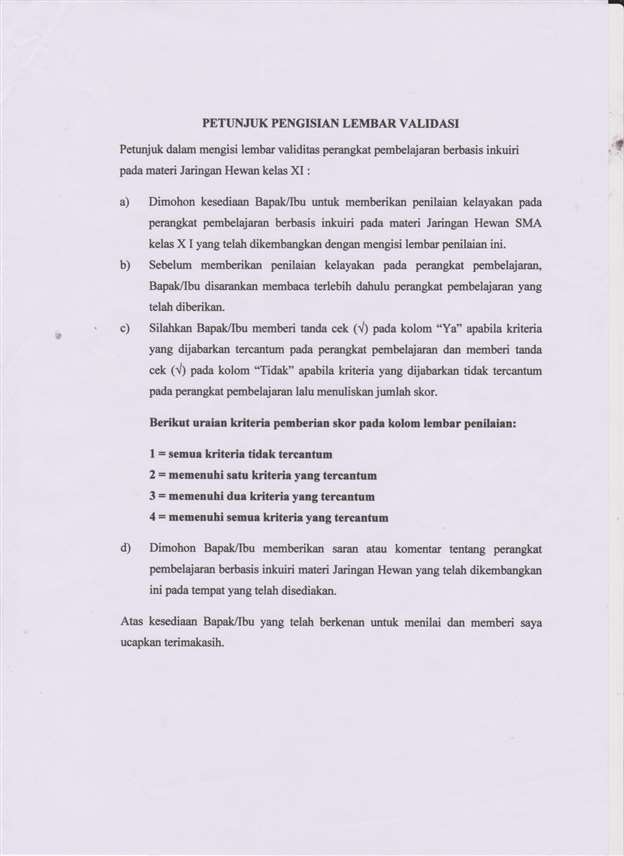 PETUNJUK PENGISIAN LEMBAR VALIDASI
Petunjuk dalam mengisi lembar validitas perangkat pembelajaran berbasis inkuiri
pada materi Jaringan Hewan kelas XI :
a) Dimohon kesediaan Bapak/Ibu untuk memberikan penilaian kelayakan pada
perangkat pembelajaran berbasis inkuiri pada materi Jaringan Hewan SMA
kelas X I yang telah dikembangkan dengan mengisi lembar penilaian ini.
b) Sebelum memberikan penilaian kelayakan pada perangkat pembelajaran,
Bapak/Ibu disarankan membaca terlebih dahulu perangkat pembelajaran yang
telah diberikan.
c) Silahkan Bapak/Ibu memberi tanda cek (√) pada kolom “Ya” apabila kriteria
yang dijabarkan tercantum pada perangkat pembelajaran dan memberi tanda
cek (√) pada kolom “Tidak” apabila kriteria yang dijabarkan tidak tercantum
pada perangkat pembelajaran lalu menuliskan jumlah skor.
Berikut uraian kriteria pemberian skor pada kolom lembar penilaian:
1 = semua kriteria tidak tercantum
2 = memenuhi satu kriteria yang tercantum
3 = memenuhi dua kriteria yang tercantum
4 = memenuhi semua kriteria yang tercantum
d) Dimohon Bapak/Ibu memberikan saran atau komentar tentang perangkat
pembelajaran berbasis inkuiri materi Jaringan Hewan yang telah dikembangkan
ini pada tempat yang telah disediakan.
Atas kesediaan Bapak/Ibu yang telah berkenan untuk menilai dan memberi saya
ucapkan terimakasih.